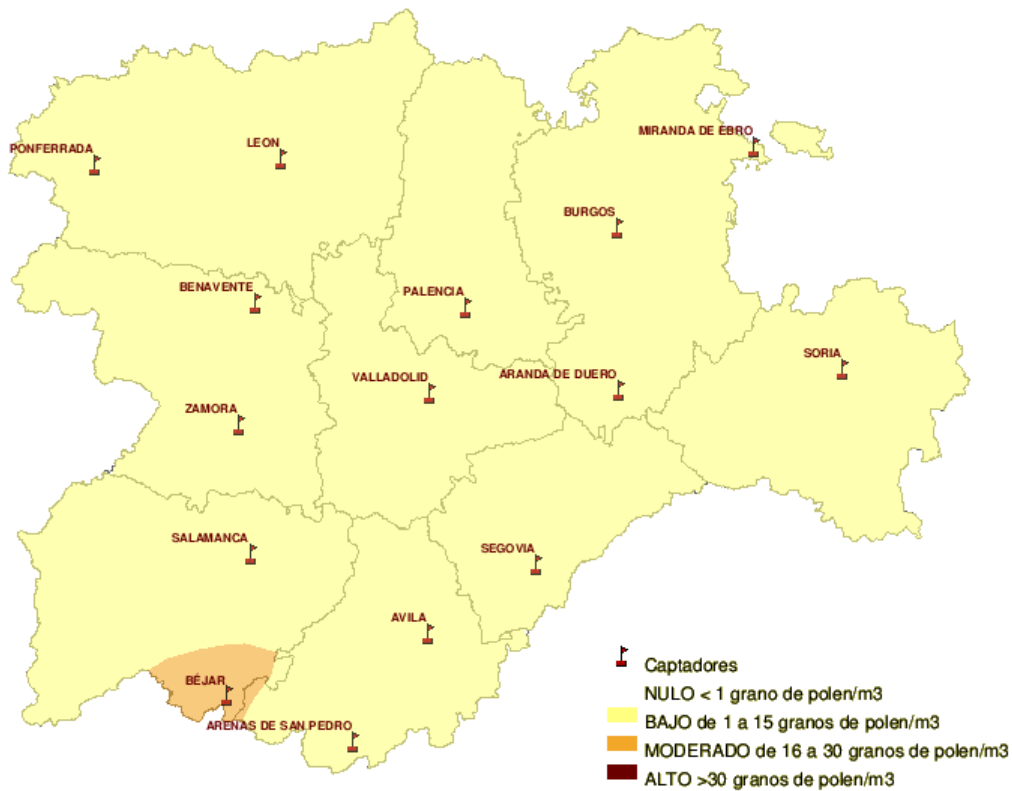 MIRANDA DE EBRO
PONFERRADA
LEON
BURGOS
BENAVENTE
PALENCIA
SORIA
VALLADOLID
ARANDA DE DUERO
ZAMORA
SALAMANCA
SEGOVIA
AVILA
BÉJAR
ARENAS DE SAN PEDRO
Captadores
NULO < 1 grano de polen/m3
BAJO de 1 a 15 granos de polen/m3
MODERADO de 16 a 30 granos de polen/m3
ALTO >30 granos de polen/m3